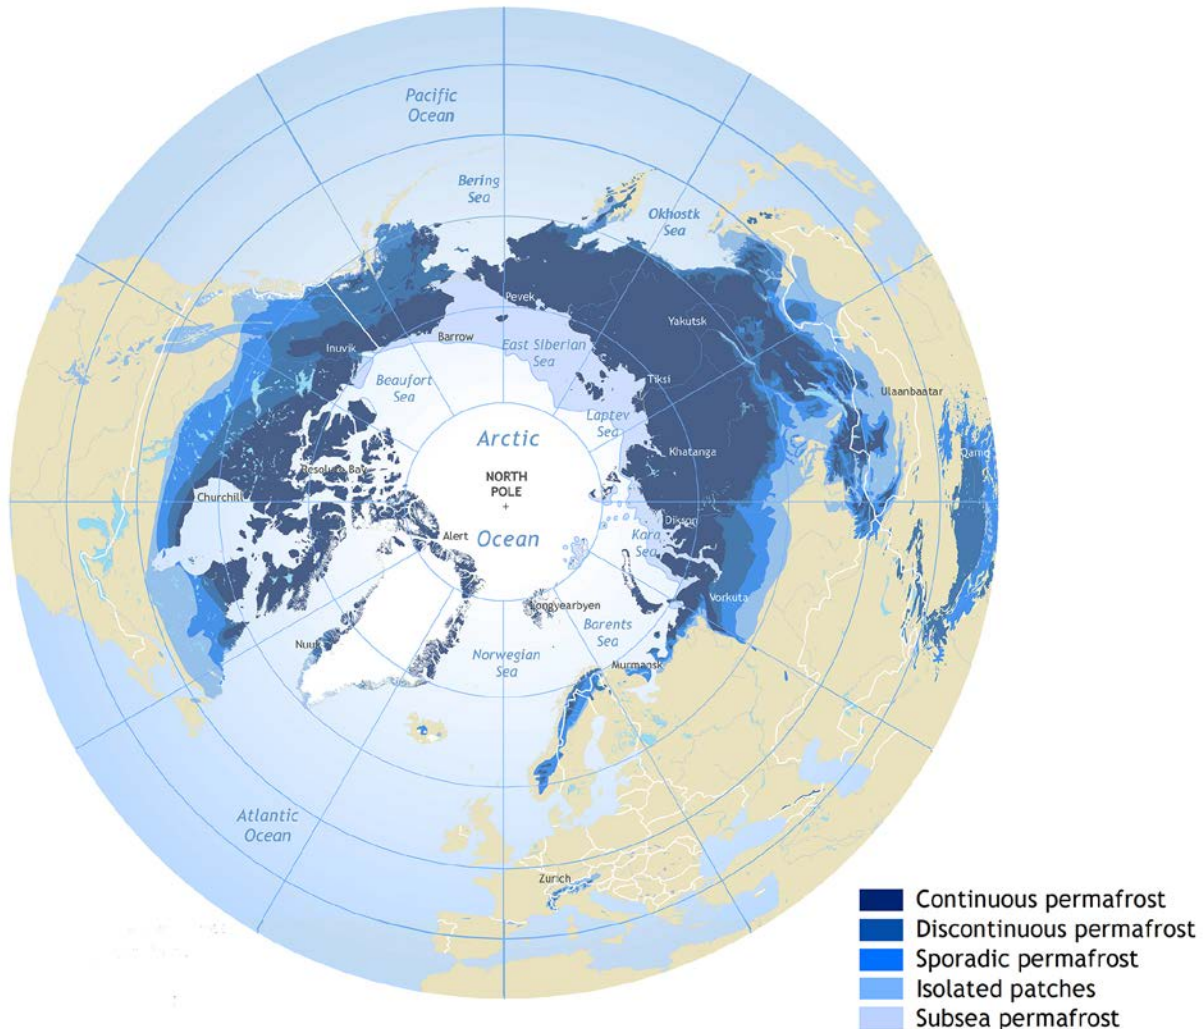 Pacific
Ocean
Bering
Sea
Okhostk
Sea
Pevek
Yakutsk
Barrow
East Siberian
Sea
Inuvik
Beaufort
Sea
Tiksi
Ulaanbaatar
Laptev
Sea
Arctic
Khatanga
Qamo
Resolute Bay
NORTH
POLE
+
Churchill
Dikson
Alert
Ocean
Kara
Sea
Longyearbyen
Vorkuta
Barents
Sea
Nuuk
Norwegian
Sea
Murmansk
Atlantic
Ocean
Zurich
Continuous permafrost
Discontinuous permafrost
Sporadic permafrost
Isolated patches
Subsea permafrost